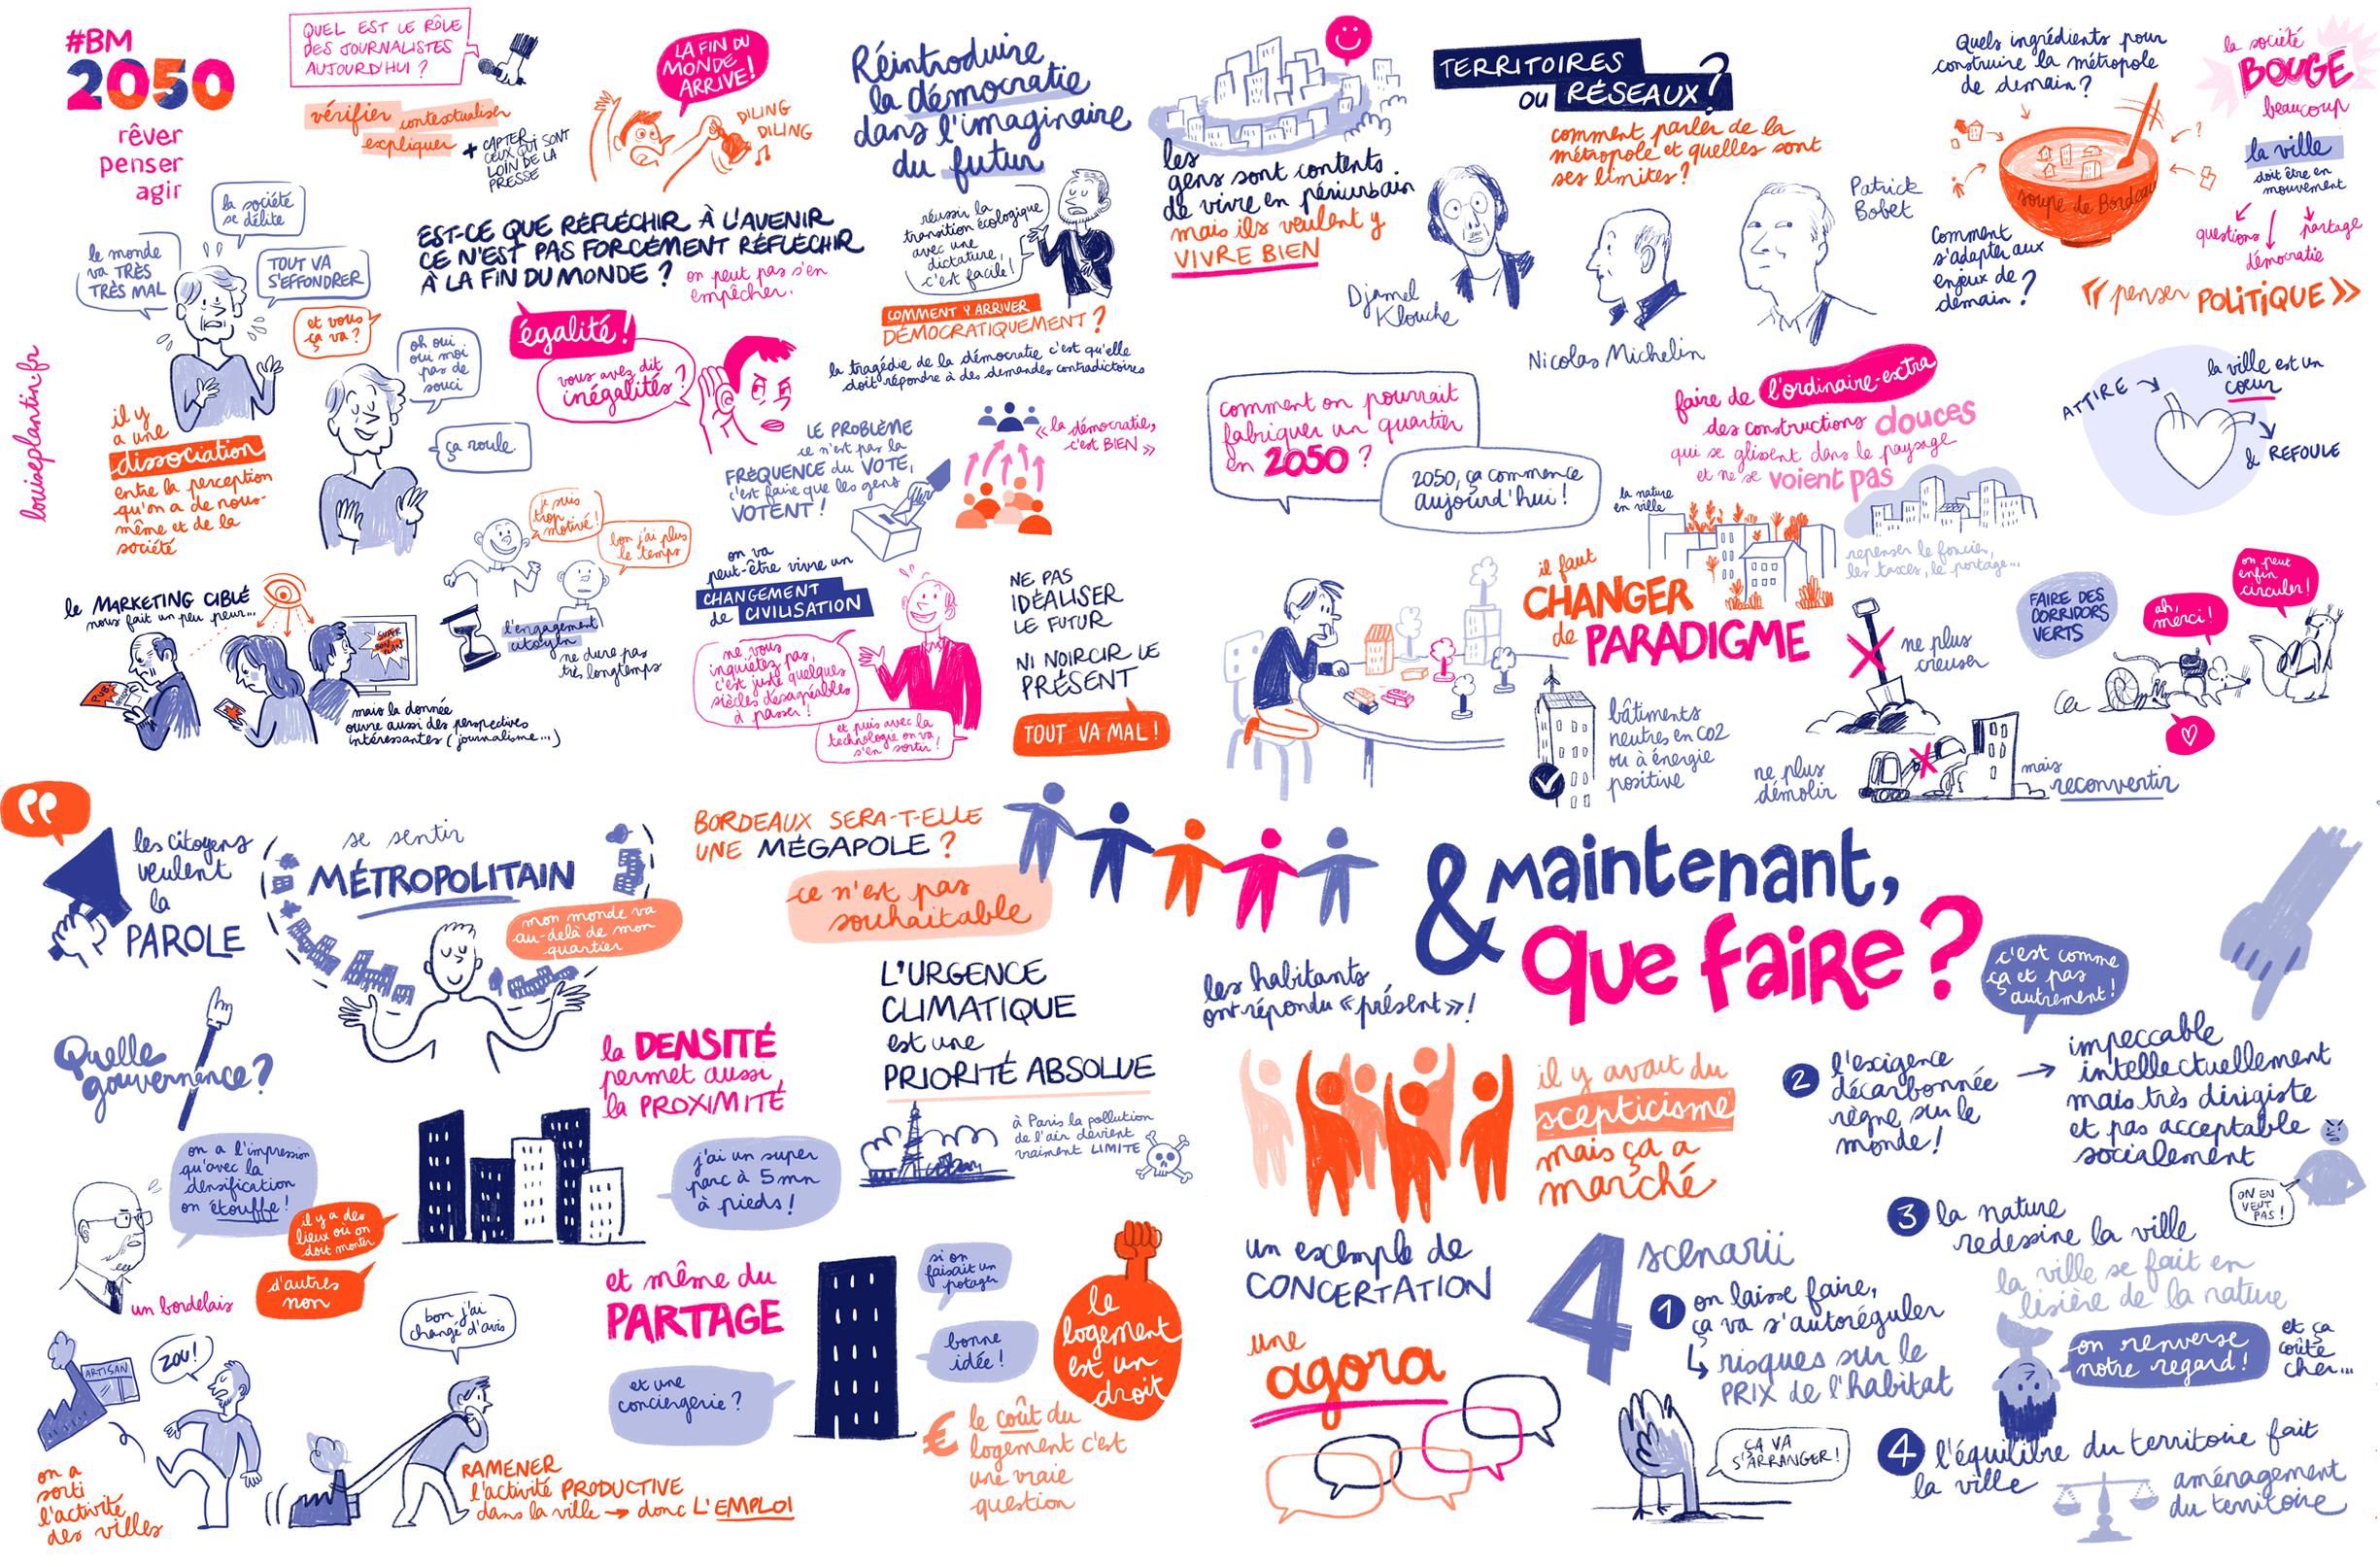 #BM
2050
rêver
penser
agir
louiseplantin.fr
QUEL EST LE RÔLE
DES JOURNALISTES
AUJOURD'HUI ?
vérifier contextualiser
expliquer
+ CAPTER
CEUX QUI SONT
LOIN DE LA
PRESSE
LA FIN DU
MONDE
ARRIVE !
DILING
DILING
la société
se délite
le monde
va TRÈS
TRÈS MAL
TOUT VA
S'EFFONDRER
et vous
ça va ?
oh oui
oui moi
pas de
souci
ça roule.
il y
a une
dissociation
entre la perception
qu'on a de nous-
même et de la
société
EST-CE QUE RÉFLÉCHIR À L'AVENIR
CE N'EST PAS FORCÉMENT RÉFLÉCHIR
À LA FIN DU MONDE ?
on peut pas s'en
empêcher.
égalité !
vous avez dit
inégalités ?
je suis
trop
motivé !
bon j'ai plus
le temps
l'engagement
citoyen
ne dure pas
très longtemps
le MARKETING CIBLÉ
nous fait un peu peur...
PUB
SUPER
BON
PLAN
mais la donnée
ouvre aussi des perspectives
intéressantes (journalisme...)
Réintroduire
la démocratie
dans l'imaginaire
du futur
réussir la
transition écologique
avec une
dictature,
c'est facile !
COMMENT Y ARRIVER
DÉMOCRATIQUEMENT ?
la tragédie de la démocratie c'est qu'elle
doit répondre à des demandes contradictoires
LE PROBLÈME
ce n'est pas la
FRÉQUENCE du VOTE,
c'est faire que les gens
VOTENT !
« la démocratie,
c'est BIEN »
on va
peut-être vivre un
CHANGEMENT
de CIVILISATION
ne vous
inquiétez pas,
c'est juste quelques
siècles désagréables
à passer !
et puis avec la
technologie on va
s'en sortir !
NE PAS
IDÉALISER
LE FUTUR
NI NOIRCIR LE
PRÉSENT
TOUT VA MAL !
les
gens sont contents
de vivre en périurbain
mais ils veulent y
VIVRE BIEN
TERRITOIRES
OU RÉSEAUX ?
comment parler de la
métropole et quelles sont
ses limites ?
Djamel
Klouche
Nicolas Michelin
Patrick
Bobet
Quels ingrédients pour
construire la métropole
de demain ?
soupe de Bordeaux
Comment
s'adapter aux
enjeux de
demain ?
la société
BOUGE
beaucoup
la ville
doit être en
mouvement
questions
démocratie
partage
« penser POLITIQUE »
comment on pourrait
fabriquer un quartier
en 2050 ?
2050, ça commence
aujourd'hui !
faire de l'ordinaire-extra
des constructions douces
qui se glissent dans le paysage
et ne se voient pas
la nature
en ville
repenser le foncier,
les taxes, le portage...
ATTIRE
la ville est un
cœur
& REFOULE
il faut
CHANGER
de PARADIGME
bâtiments
neutres en CO2
ou à énergie
positive
ne plus
creuser
ne plus
démolir
mais
reconvertir
FAIRE DES
CORRIDORS
VERTS
ah,
merci !
on peut
enfin
circuler !
les citoyens
veulent
la
PAROLE
se sentir
MÉTROPOLITAIN
mon monde va
au-delà de mon
quartier
Quelle
gouvernance ?
BORDEAUX SERA-T-ELLE
UNE MÉGAPOLE ?
ce n'est pas
souhaitable
L'URGENCE
CLIMATIQUE
est une
PRIORITÉ ABSOLUE
à Paris la pollution
de l'air devient
vraiment LIMITE
la DENSITÉ
permet aussi
la PROXIMITÉ
on a l'impression
qu'avec la
densification
on étouffe !
il y a des
lieux où on
doit monter
d'autres
non
un bordelais
j'ai un super
parc à 5mn
à pieds !
et même du
PARTAGE
et une
conciergerie ?
si on
faisait un
potager
bonne
idée !
le
logement
est un
droit
€ le coût du
logement c'est
une vraie
question
ARTISAN
ZOU !
on a
sorti
l'activité
des villes
bon j'ai
changé d'avis
RAMENER
l'activité PRODUCTIVE
dans la ville → donc L'EMPLOI
& maintenant,
que faire ?
les habitants
ont répondu « présent » !
il y avait du
scepticisme
mais ça a
marché
un exemple de
CONCERTATION
une
agora
4 scenarii
1 on laisse faire,
ça va s'autoréguler
↳ risques sur le
PRIX de l'habitat
ÇA VA
S'ARRANGER !
2 l'exigence
décarbonnée
règne sur le
monde !
→ impeccable
intellectuellement
mais très dirigiste
et pas acceptable
socialement
c'est comme
ça et pas
autrement !
ON EN
VEUT
PAS !
3 la nature
redessine la ville
la ville se fait en
lisière de la nature
on renverse
notre regard !
et ça
coûte
cher...
4 l'équilibre du territoire fait
la ville
aménagement
du territoire